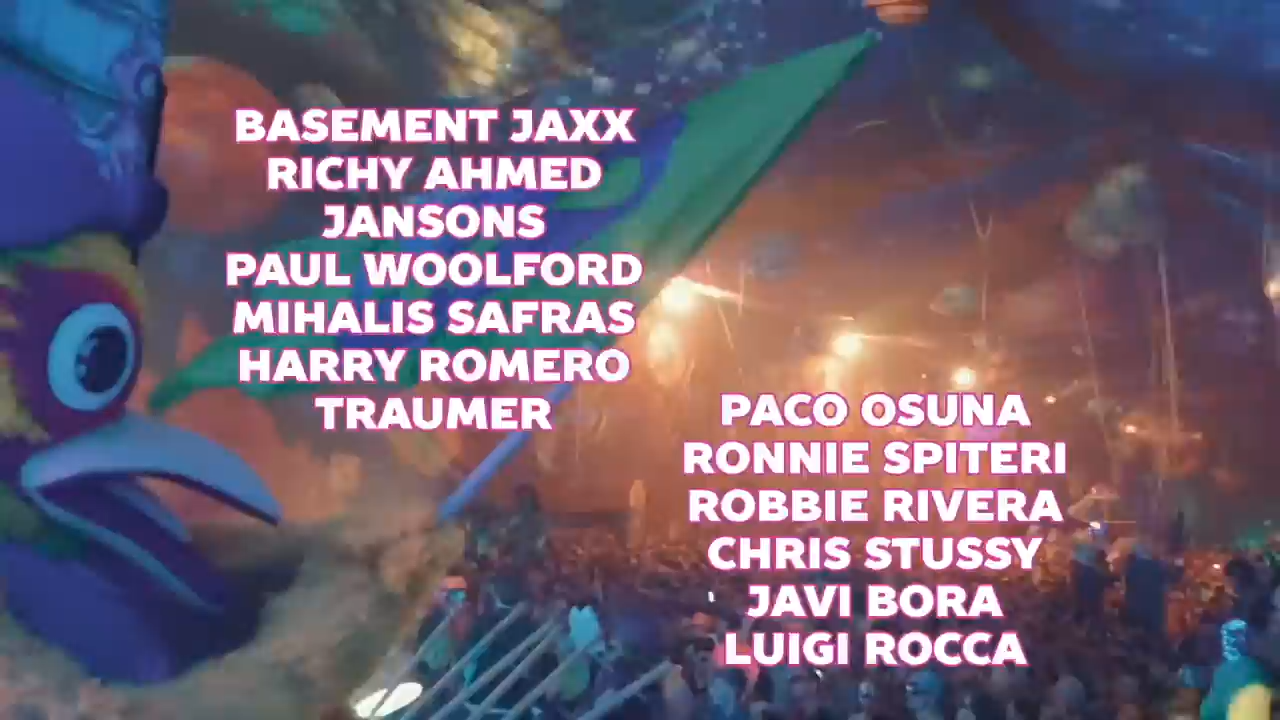 BASEMENT JAXX
RICHY AHMED
JANSONS
PAUL WOOLFORD
MIHALIS SAFRAS
HARRY ROMERO
TRAUMER
PACO OSUNA
RONNIE SPITERI
ROBBIE RIVERA
CHRIS STUSSY
JAVI BORA
LUIGI ROCCA